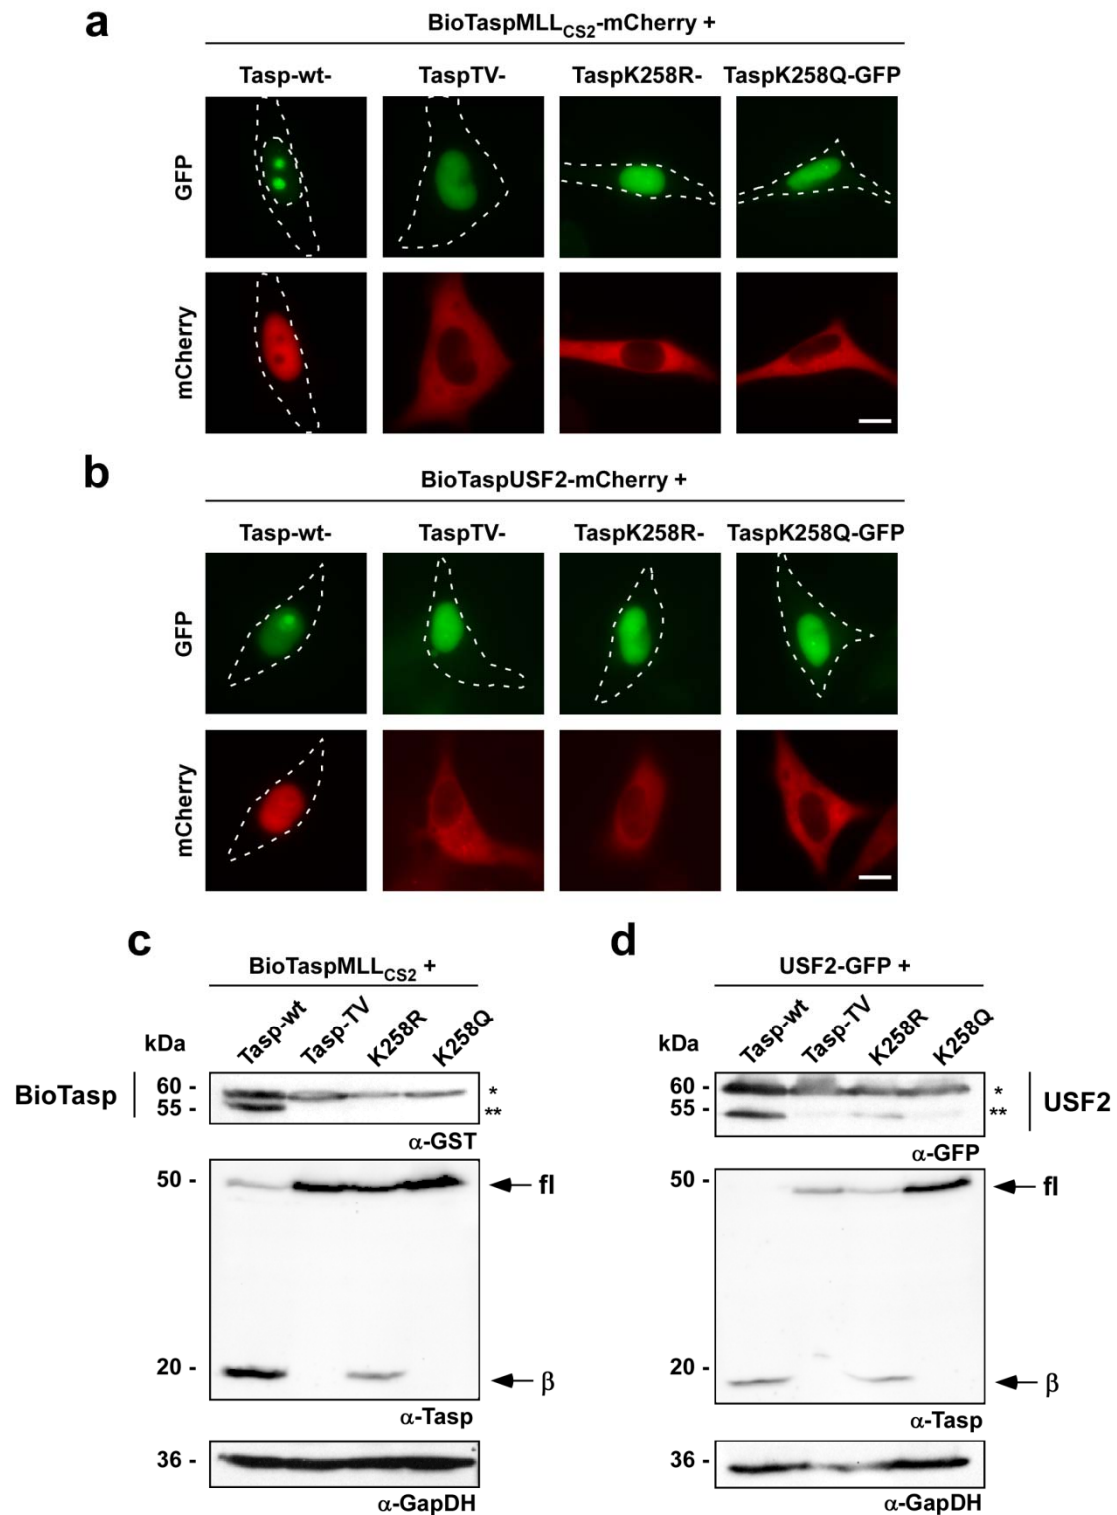 a
BioTaspMLLCS2-mCherry +
Tasp-wt- TaspTV- TaspK258R- TaspK258Q-GFP
GFP
mCherry
b
BioTaspUSF2-mCherry +
Tasp-wt- TaspTV- TaspK258R- TaspK258Q-GFP
GFP
mCherry
c
BioTaspMLLCS2 +
kDa Tasp-wt Tasp-TV K258R K258Q
BioTasp
60 - *
55 - **
α-GST
50 - fl
20 - β
α-Tasp
36 -
α-GapDH
d
USF2-GFP +
kDa Tasp-wt Tasp-TV K258R K258Q
60 - *
55 - **
USF2
α-GFP
50 - fl
20 - β
α-Tasp
36 -
α-GapDH